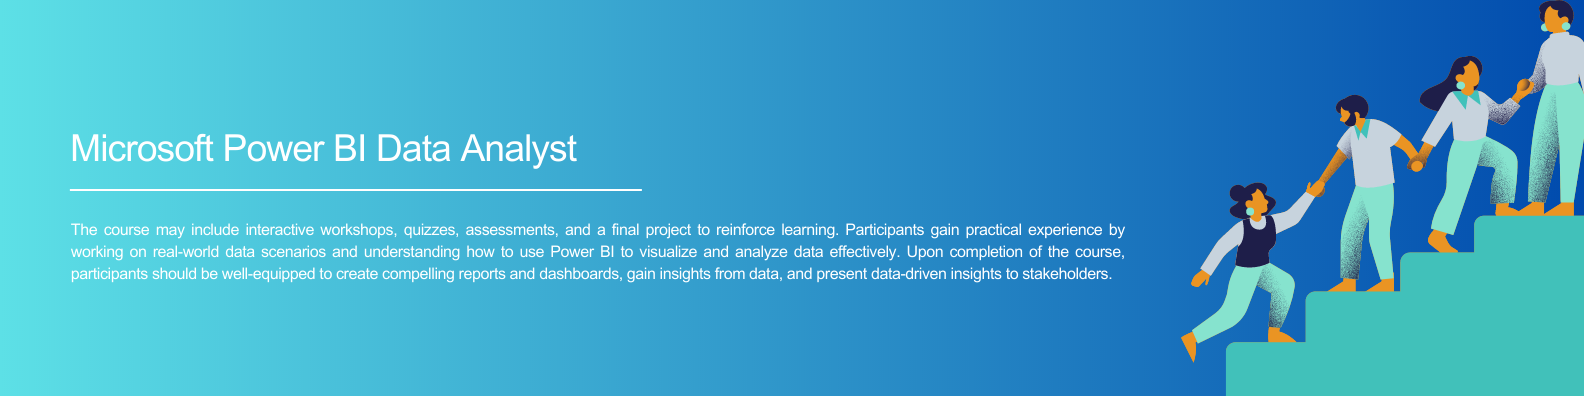 Microsoft Power BI Data Analyst
The course may include interactive workshops, quizzes, assessments, and a final project to reinforce learning. Participants gain practical experience by
working on real-world data scenarios and understanding how to use Power BI to visualize and analyze data effectively. Upon completion of the course,
participants should be well-equipped to create compelling reports and dashboards, gain insights from data, and present data-driven insights to stakeholders.